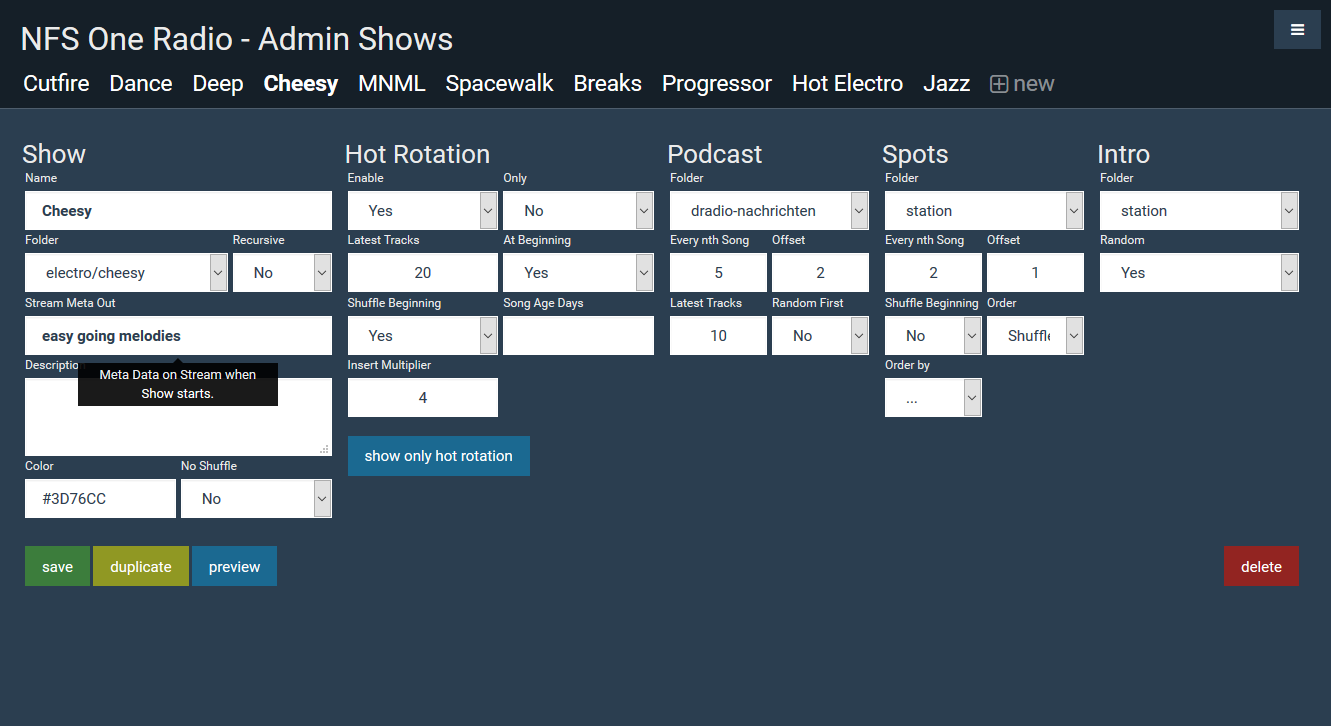 NFS One Radio - Admin Shows
Cutfire Dance Deep Cheesy MNML Spacewalk Breaks Progressor Hot Electro Jazz new
Show
Name
Cheesy
Folder Recursive
electro/cheesy No
Stream Meta Out
easy going melodies
Meta Data on Stream when
Show starts.
Description
Color No Shuffle
#3D76CC No
Hot Rotation
Enable Only
Yes No
Latest Tracks At Beginning
20 Yes
Shuffle Beginning Song Age Days
Yes
Insert Multiplier
4
show only hot rotation
Podcast
Folder
dradio-nachrichten
Every nth Song Offset
5 2
Latest Tracks Random First
10 No
Spots
Folder
station
Every nth Song Offset
2 1
Shuffle Beginning Order
No Shuffle
Order by
...
Intro
Folder
station
Random
Yes
save duplicate preview delete